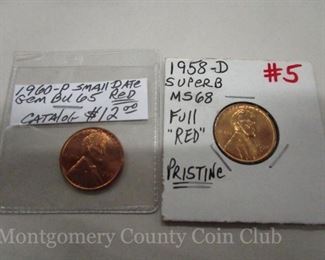 1960-P SMALL DATE
GEM BU 65 RED
CATALOG $12.00
1958-D
SUPERB
MS68
FULL
"RED"
PRISTINE
#5
Montgomery County Coin Club